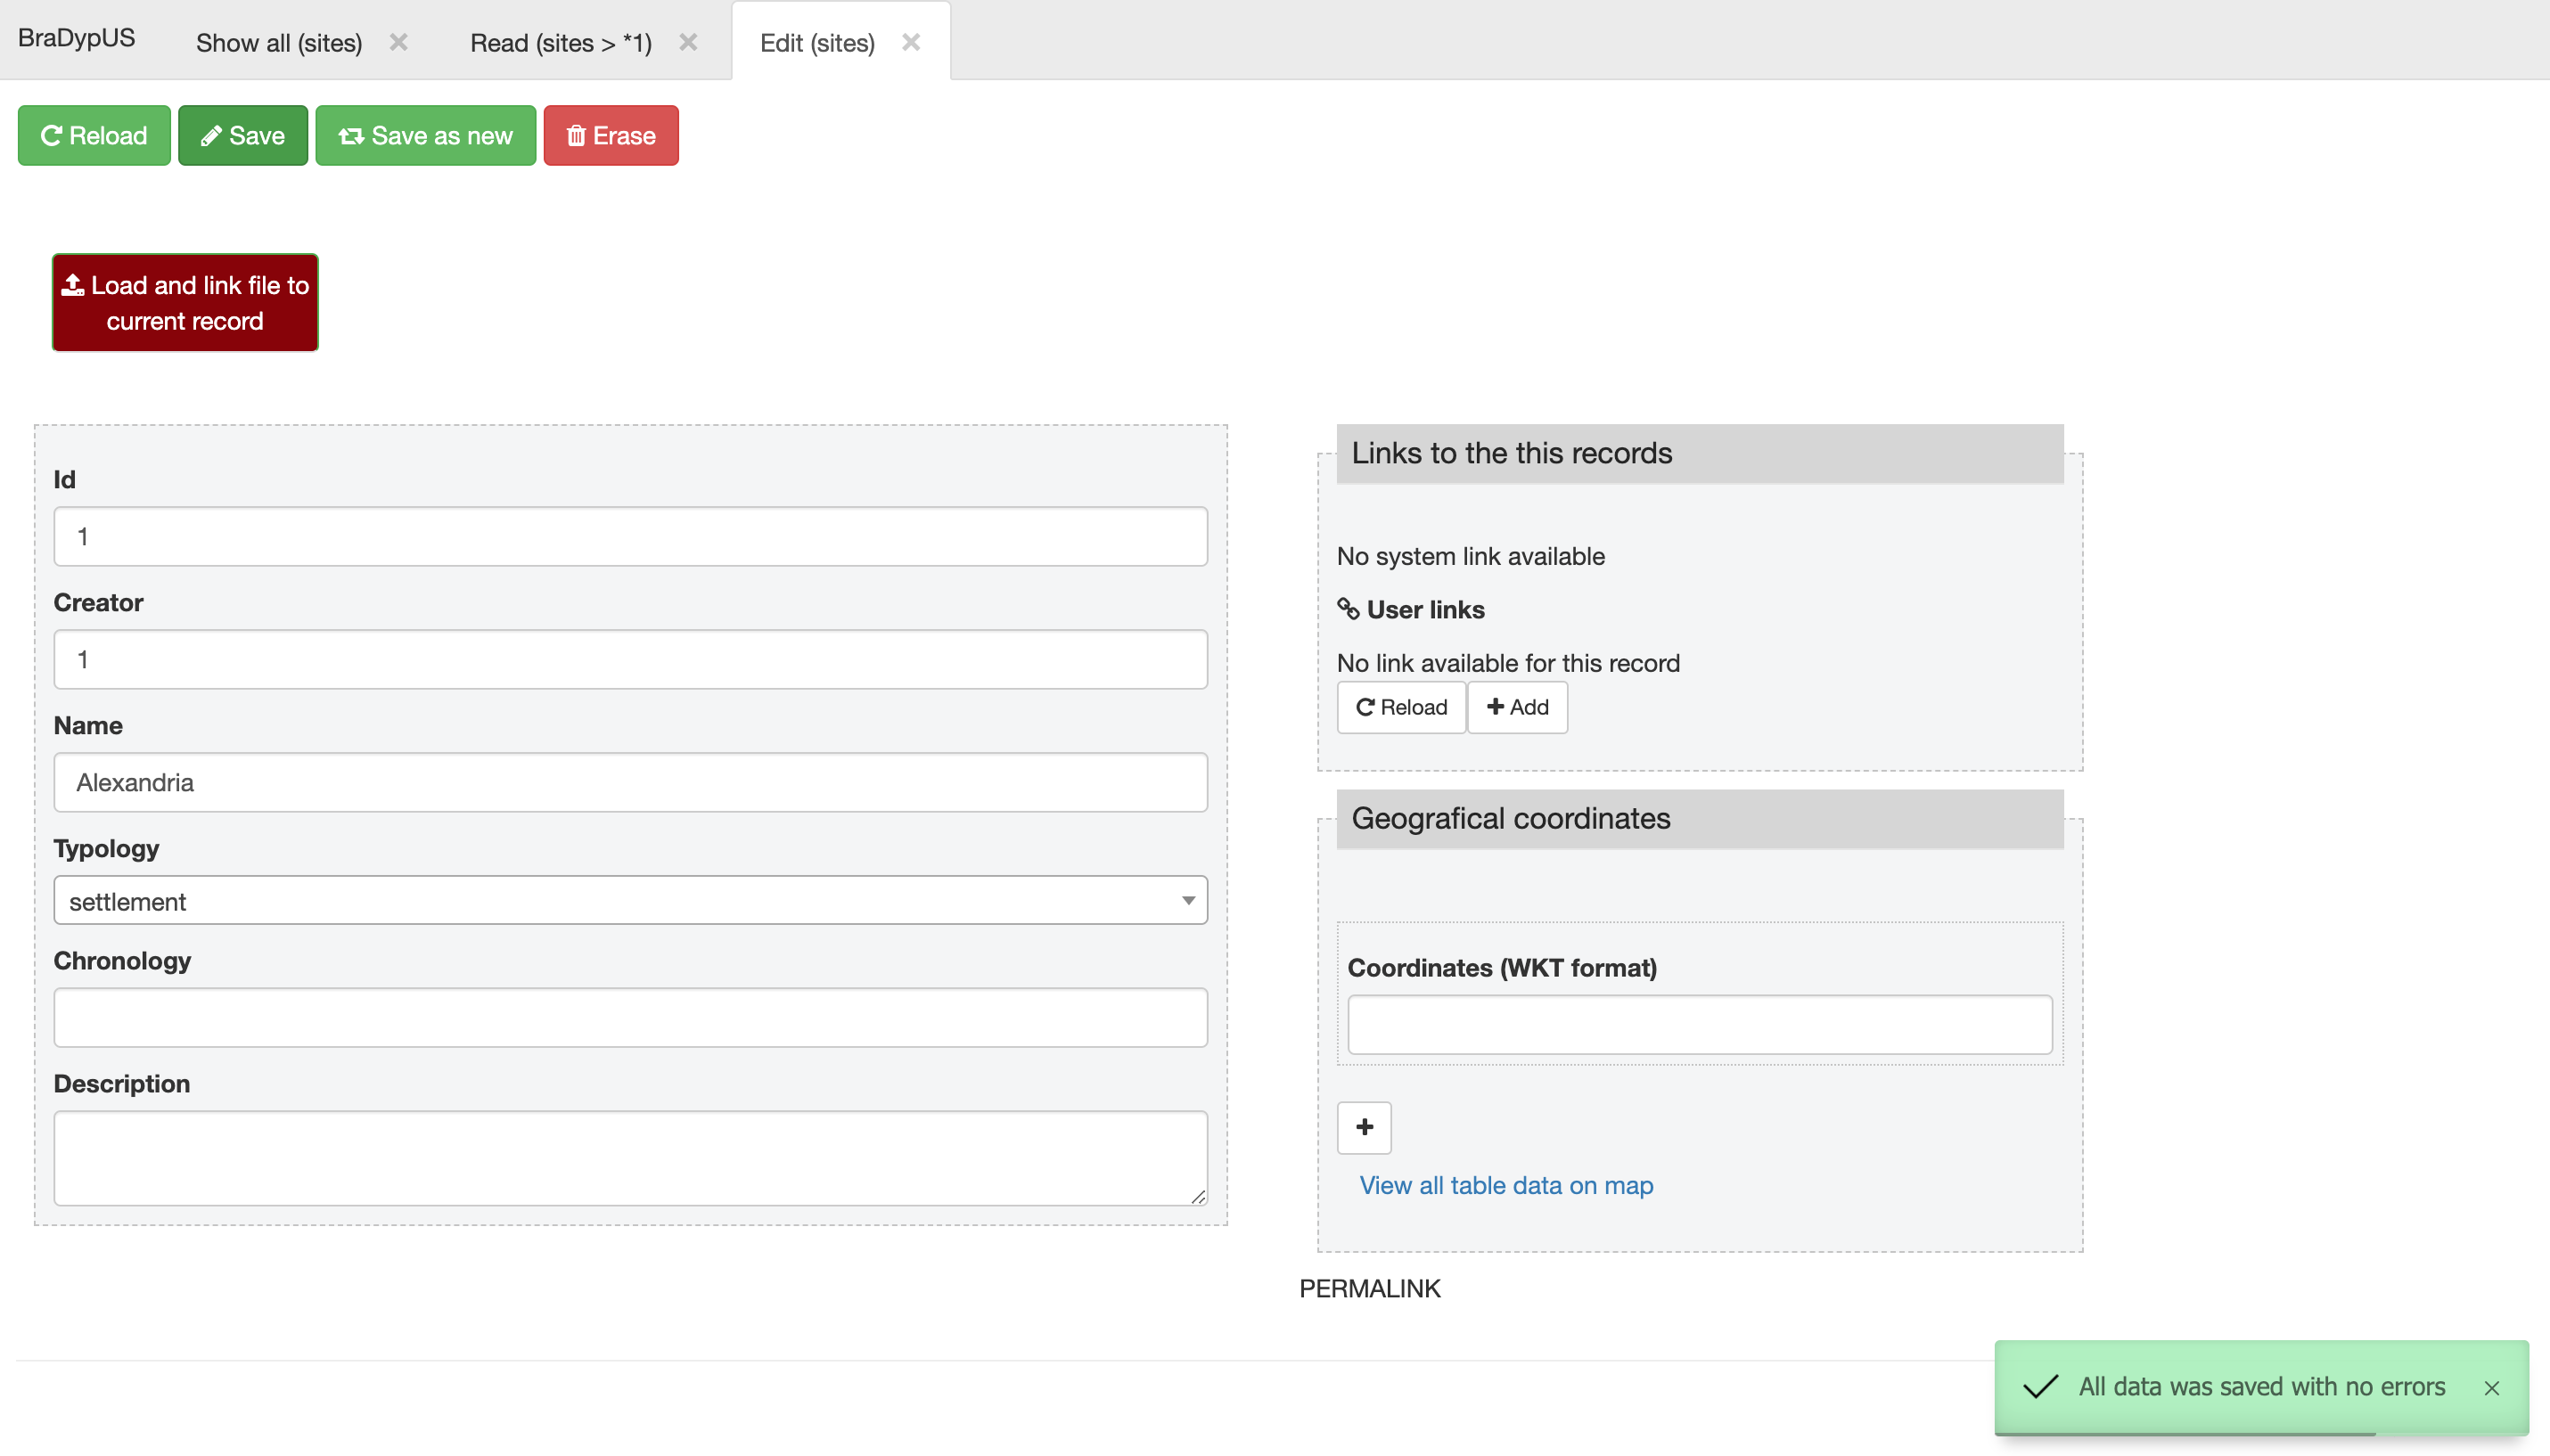 BraDypUS
Show all (sites)
Read (sites > *1)
Edit (sites)
Reload
Save
Save as new
Erase
Load and link file to
current record
Id
1
Creator
1
Name
Alexandria
Typology
settlement
Chronology
Description
Links to the this records
No system link available
User links
No link available for this record
Reload
Add
Geografical coordinates
Coordinates (WKT format)
View all table data on map
PERMALINK
All data was saved with no errors